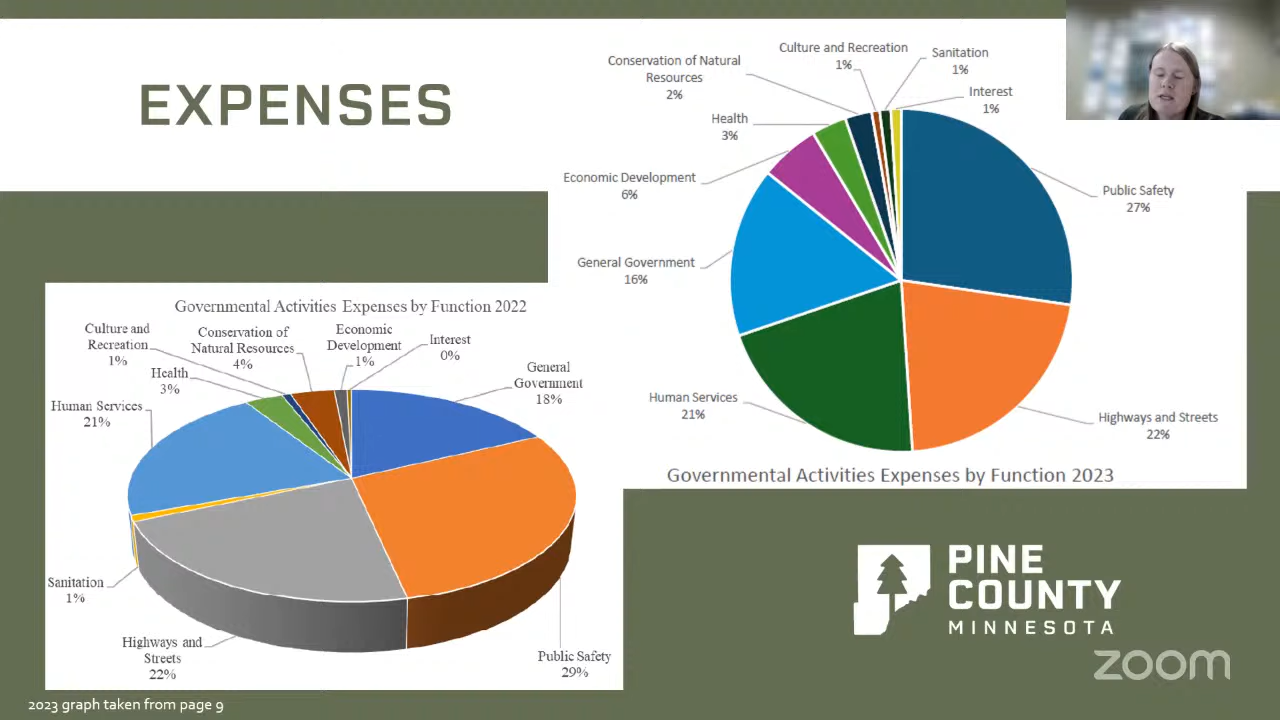 EXPENSES
Conservation of Natural
Resources
2%
Culture and Recreation
1%
Sanitation
1%
Interest
1%
Health
3%
Economic Development
6%
General Government
16%
Human Services
21%
Public Safety
27%
Highways and Streets
22%
Governmental Activities Expenses by Function 2023
Governmental Activities Expenses by Function 2022
Culture and
Recreation
1%
Conservation of
Natural Resources
4%
Economic
Development
1%
Interest
0%
General
Government
18%
Health
3%
Human Services
21%
Sanitation
1%
Highways and
Streets
22%
Public Safety
29%
PINE
COUNTY
MINNESOTA
zoom
2023 graph taken from page 9